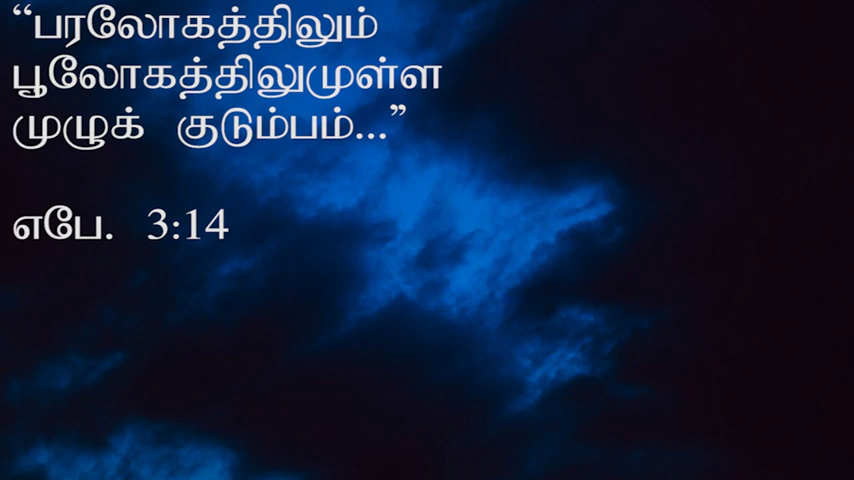 “பரலோகத்திலும்
பூலோகத்திலுமுள்ள
முழுக் குடும்பம்...”
எபே. 3:14